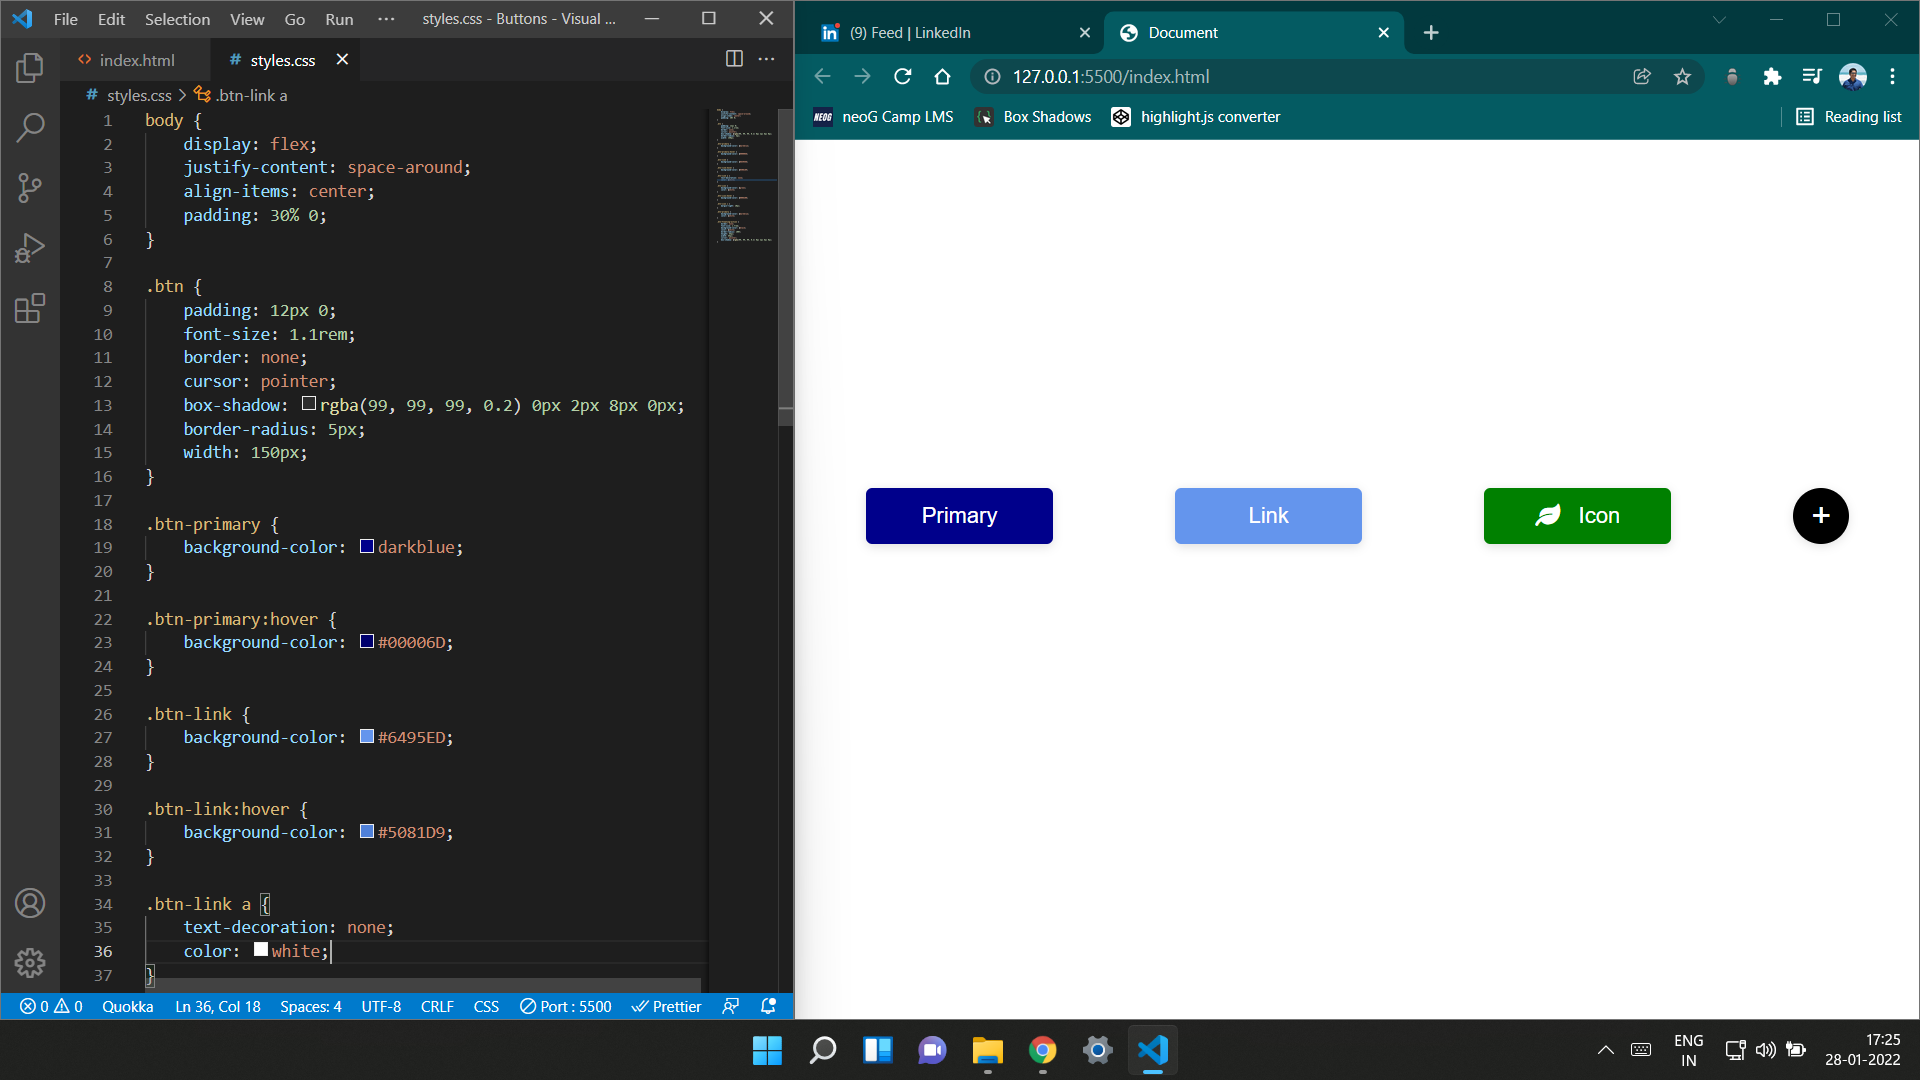 File Edit Selection View Go Run ··· styles.css - Buttons - Visual ...
index.html
# styles.css
# styles.css > .btn-link a
1 body {
2 display: flex;
3 justify-content: space-around;
4 align-items: center;
5 padding: 30% 0;
6 }
7
8 .btn {
9 padding: 12px 0;
10 font-size: 1.1rem;
11 border: none;
12 cursor: pointer;
13 box-shadow: rgba(99, 99, 99, 0.2) 0px 2px 8px 0px;
14 border-radius: 5px;
15 width: 150px;
16 }
17
18 .btn-primary {
19 background-color: darkblue;
20 }
21
22 .btn-primary:hover {
23 background-color: #00006D;
24 }
25
26 .btn-link {
27 background-color: #6495ED;
28 }
29
30 .btn-link:hover {
31 background-color: #5081D9;
32 }
33
34 .btn-link a {
35 text-decoration: none;
36 color: white;
37 }
0 0 Quokka Ln 36, Col 18 Spaces: 4 UTF-8 CRLF CSS Port : 5500 Prettier
in (9) Feed | LinkedIn
Document
127.0.0.1:5500/index.html
NEOG neoG Camp LMS Box Shadows highlight.js converter Reading list
Primary Link Icon +
ENG
IN
17:25
28-01-2022